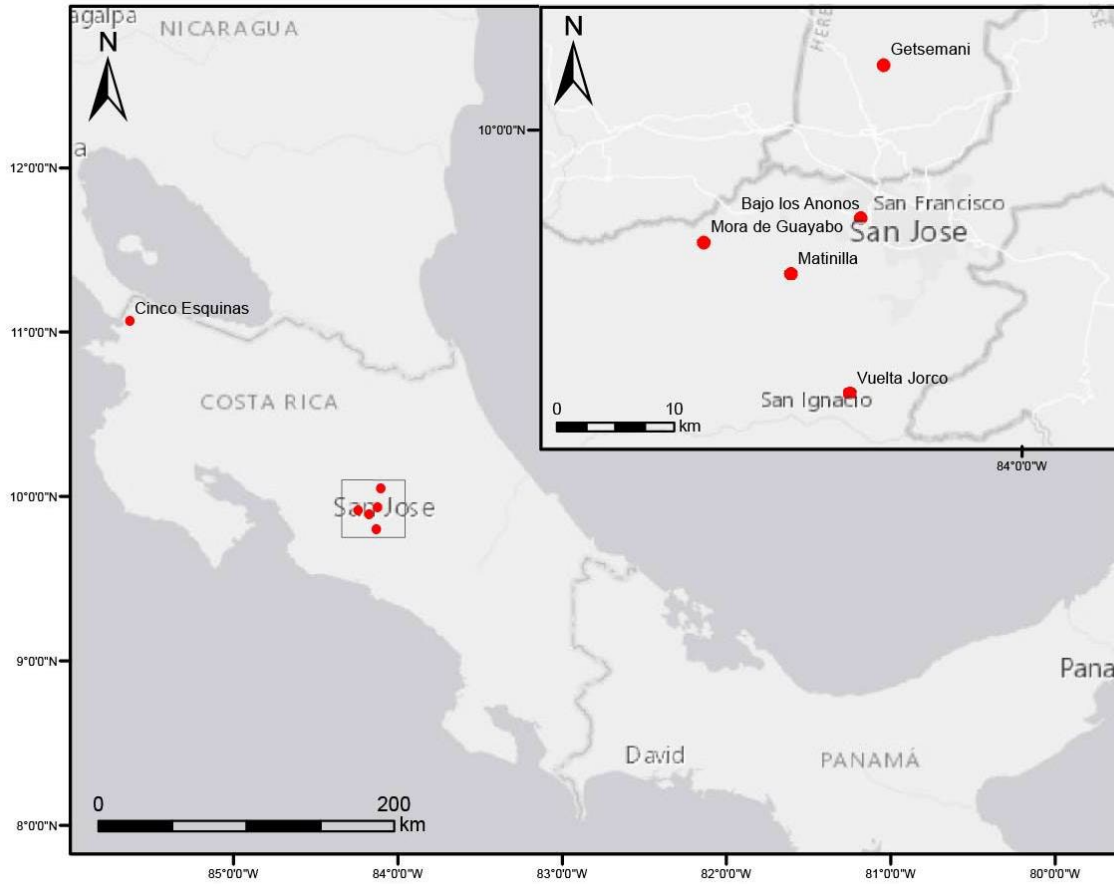 agalpa
NICARAGUA
N
a
12°0'0"N
11°0'0"N
10°0'0"N
9°0'0"N
8°0'0"N
Cinco Esquinas
COSTA RICA
San Jose
David
PANAMÁ
Pana
0 200
km
85°0'0"W 84°0'0"W 83°0'0"W 82°0'0"W 81°0'0"W 80°0'0"W
N
HERE
SE
Getsemani
10°0'0"N
Bajo los Anonos
San Francisco
Mora de Guayabo
San Jose
Matinilla
Vuelta Jorco
San Ignacio
0 10
km
84°0'0"W